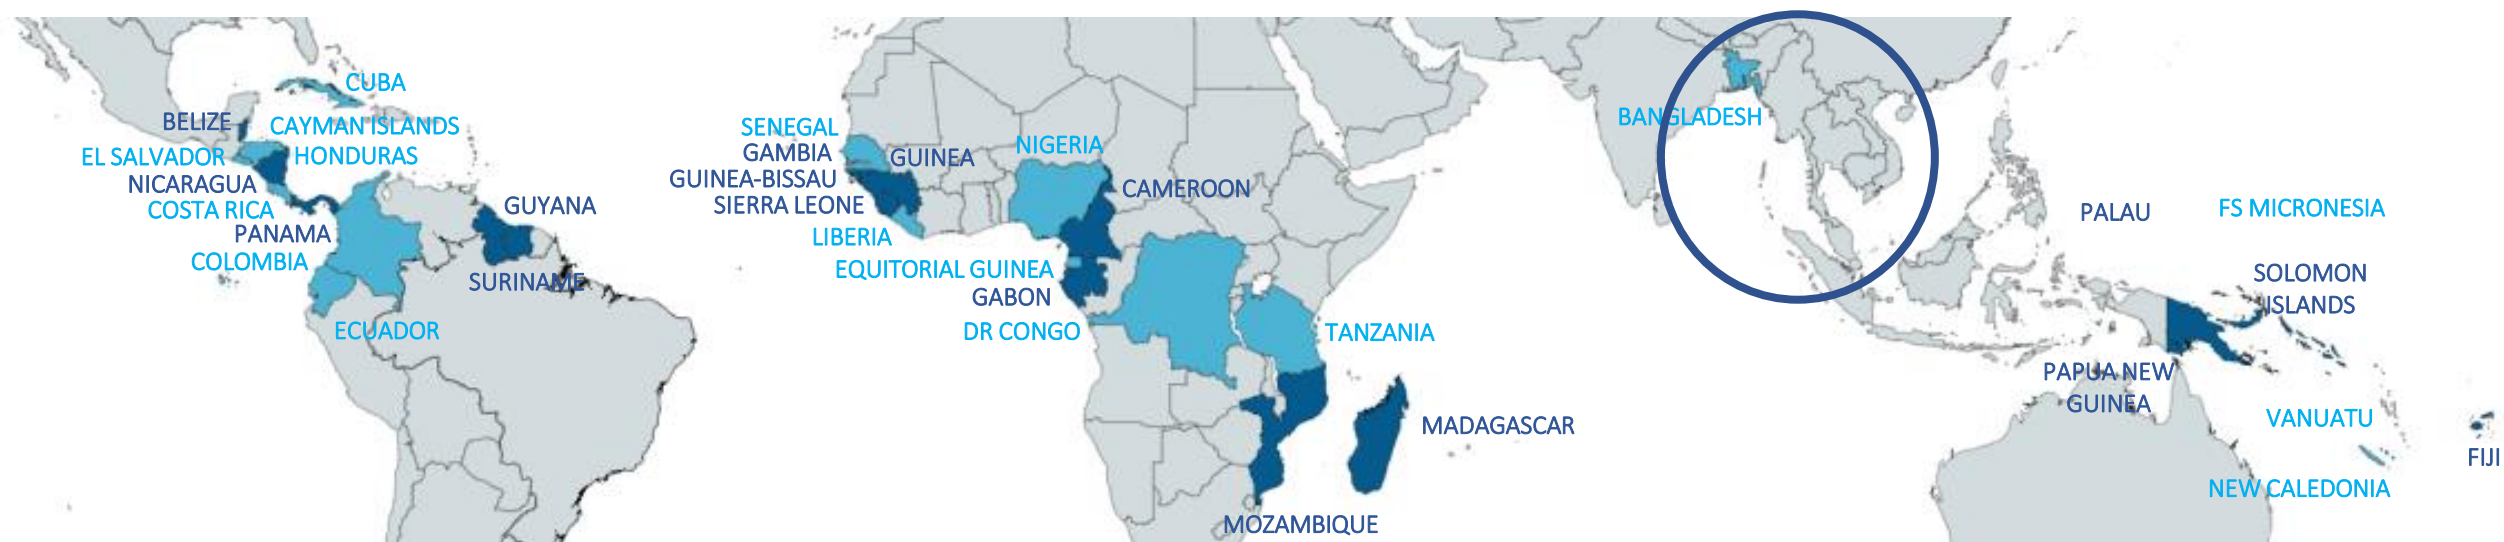 CUBA
BELIZE
CAYMAN ISLANDS
EL SALVADOR
HONDURAS
NICARAGUA
COSTA RICA
GUYANA
PANAMA
COLOMBIA
SURINAME
ECUADOR
SENEGAL
GAMBIA
GUINEA
NIGERIA
GUINEA-BISSAU
CAMEROON
SIERRA LEONE
LIBERIA
EQUITORIAL GUINEA
GABON
DR CONGO
TANZANIA
MADAGASCAR
MOZAMBIQUE
BANGLADESH
PALAU
FS MICRONESIA
SOLOMON
ISLANDS
PAPUA NEW
GUINEA
VANUATU
FIJI
NEW CALEDONIA